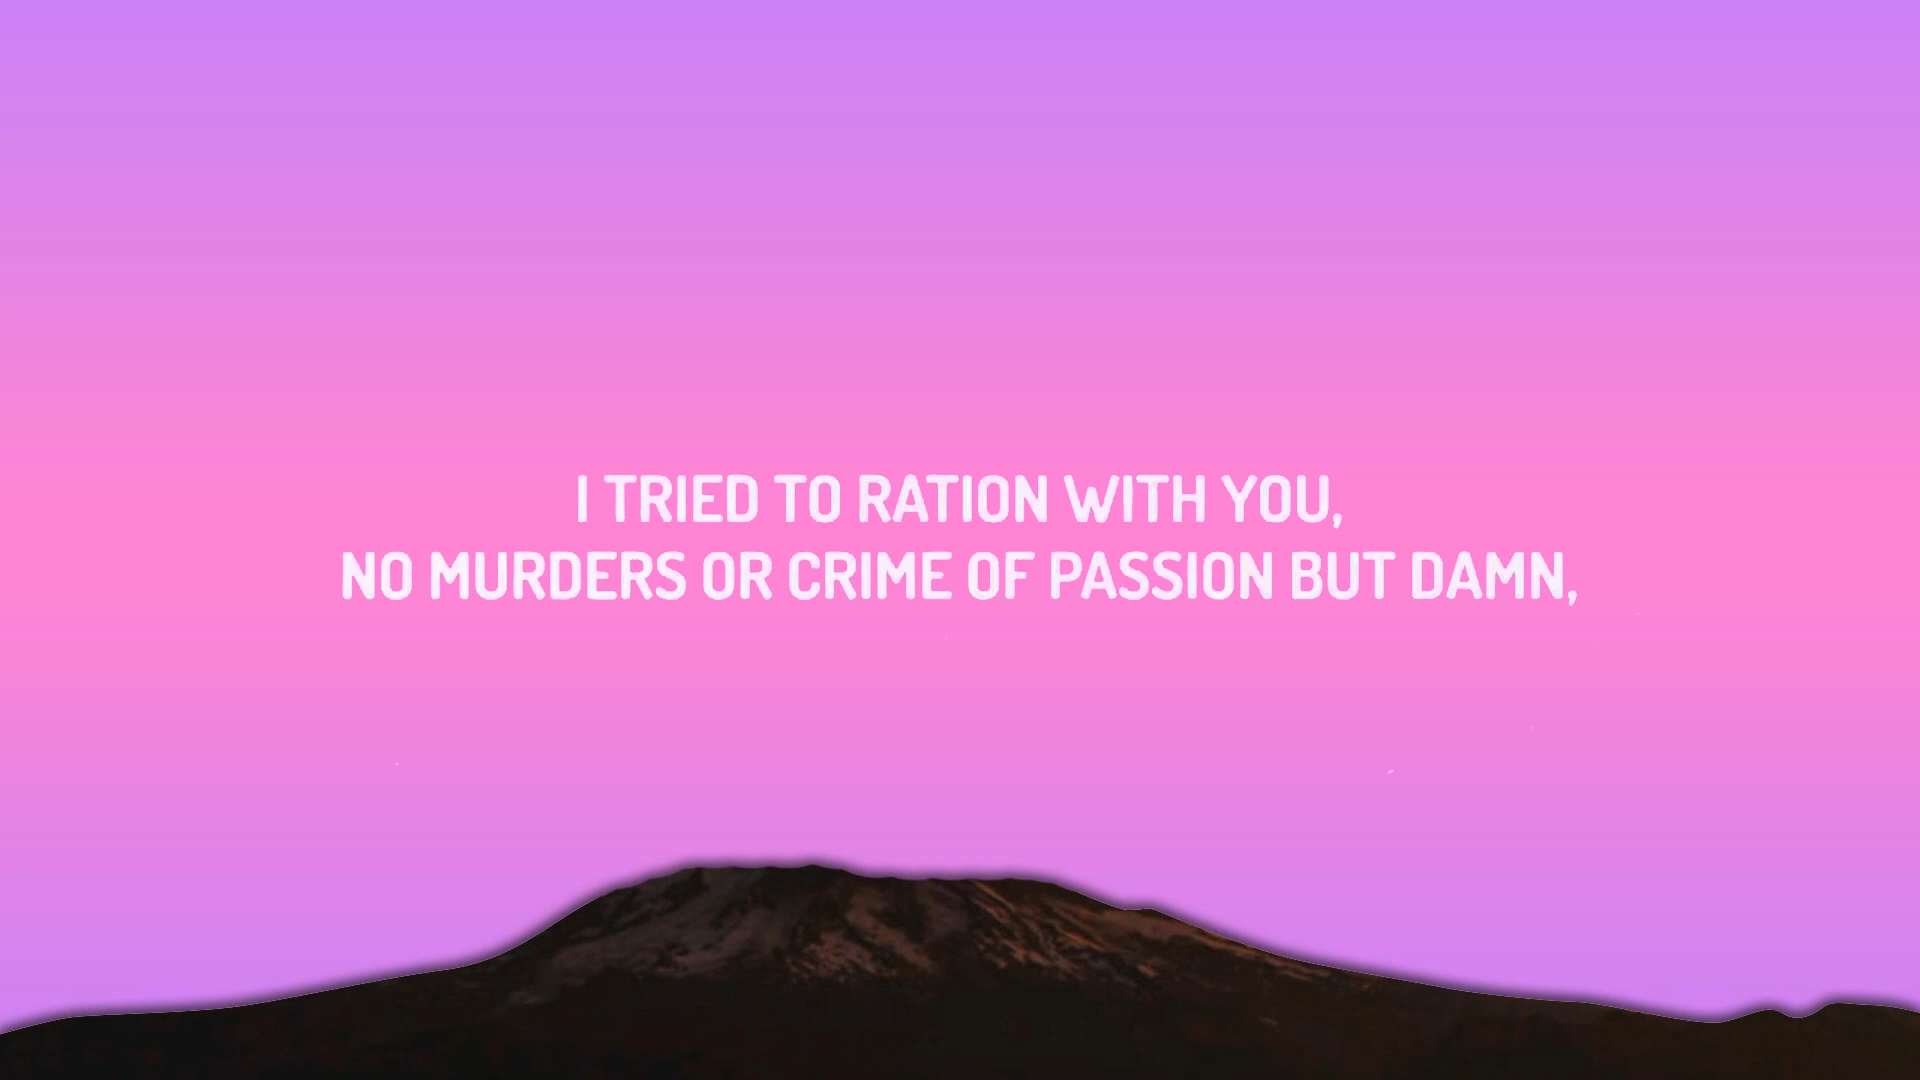 I TRIED TO RATION WITH YOU,
NO MURDERS OR CRIME OF PASSION BUT DAMN,